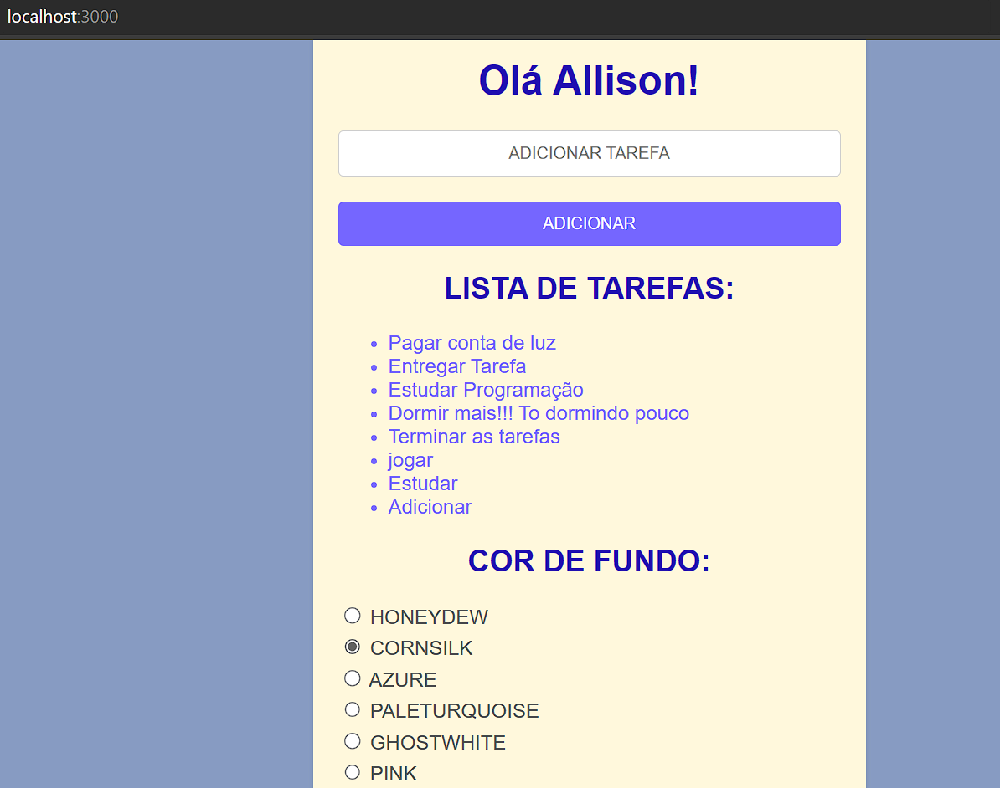 localhost:3000
Olá Allison!
ADICIONAR TAREFA
ADICIONAR
LISTA DE TAREFAS:
Pagar conta de luz
Entregar Tarefa
Estudar Programação
Dormir mais!!! To dormindo pouco
Terminar as tarefas
jogar
Estudar
Adicionar
COR DE FUNDO:
HONEYDEW
CORNSILK
AZURE
PALETURQUOISE
GHOSTWHITE
PINK